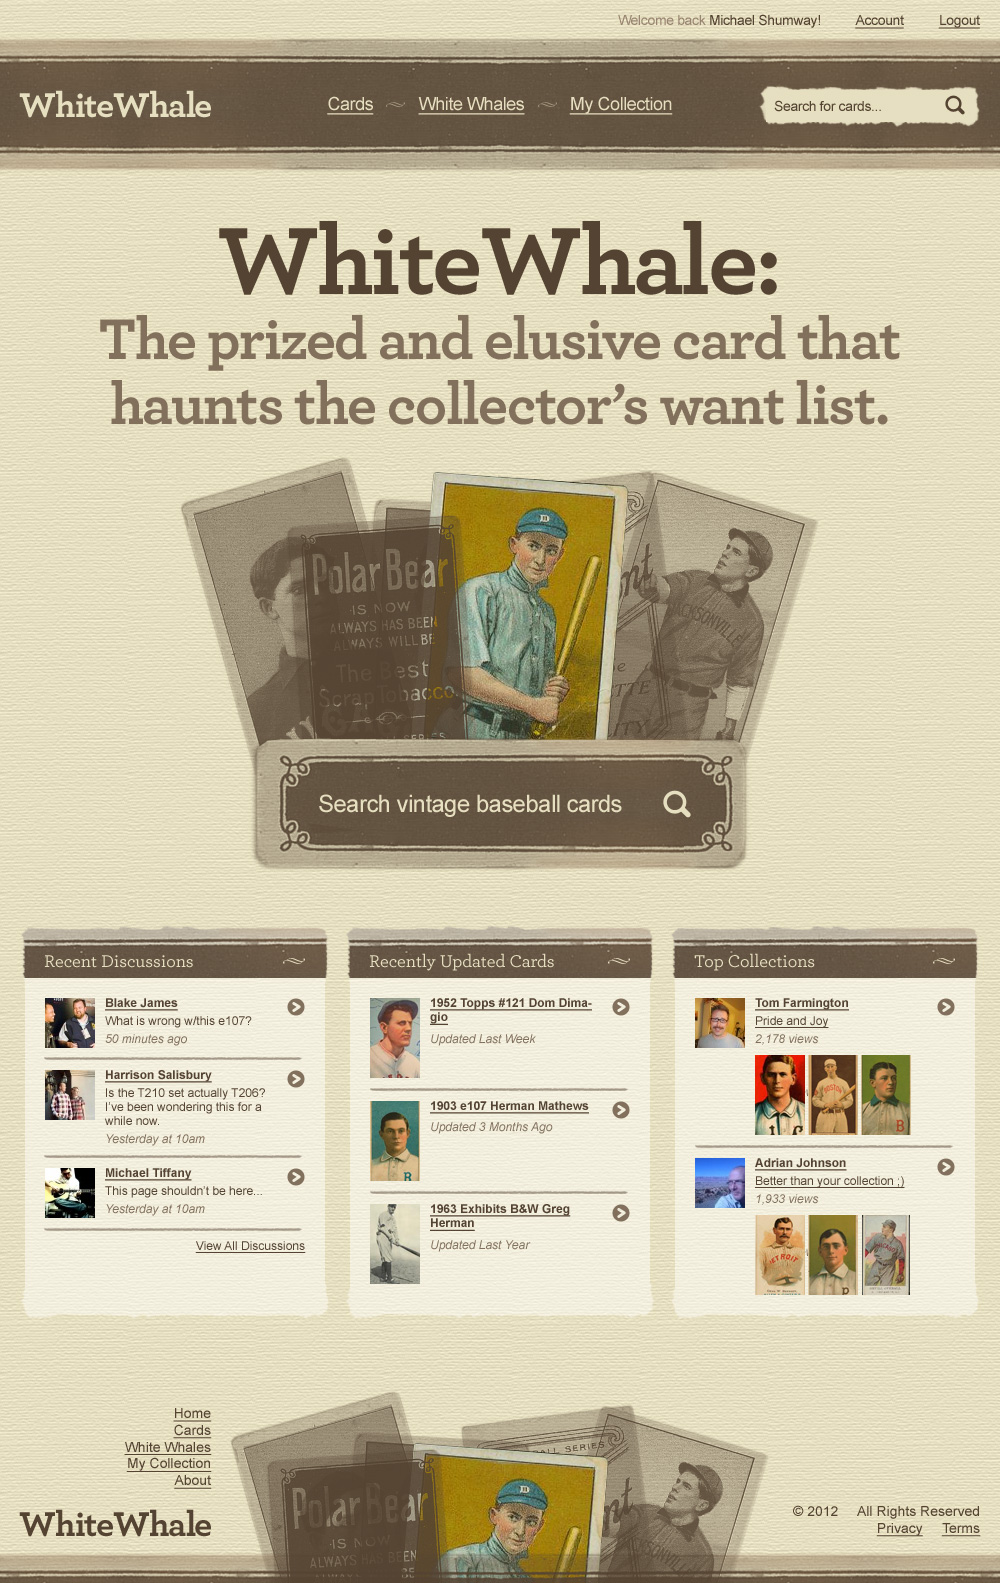 Welcome back Michael Shumway! Account Logout
WhiteWhale
Cards White Whales My Collection
Search for cards...
WhiteWhale:
The prized and elusive card that
haunts the collector’s want list.
Polar Bear
IS NOW
ALWAYS HAS BEEN
ALWAYS WILL BE
The Best
Scrap Tobacco
JACKSONVILLE
Search vintage baseball cards
Recent Discussions
Blake James
What is wrong w/this e107?
50 minutes ago
Harrison Salisbury
Is the T210 set actually T206?
I've been wondering this for a
while now.
Yesterday at 10am
Michael Tiffany
This page shouldn't be here...
Yesterday at 10am
View All Discussions
Recently Updated Cards
1952 Topps #121 Dom Dima-
gio
Updated Last Week
1903 e107 Herman Mathews
Updated 3 Months Ago
1963 Exhibits B&W Greg
Herman
Updated Last Year
Top Collections
Tom Farmington
Pride and Joy
2,178 views
BOSTON
B
Adrian Johnson
Better than your collection ;)
1,933 views
DETROIT
Home
Cards
White Whales
My Collection
About
WhiteWhale
SERIES
Polar Bear
IS NOW
ALWAYS HAS BEEN
© 2012 All Rights Reserved
Privacy Terms